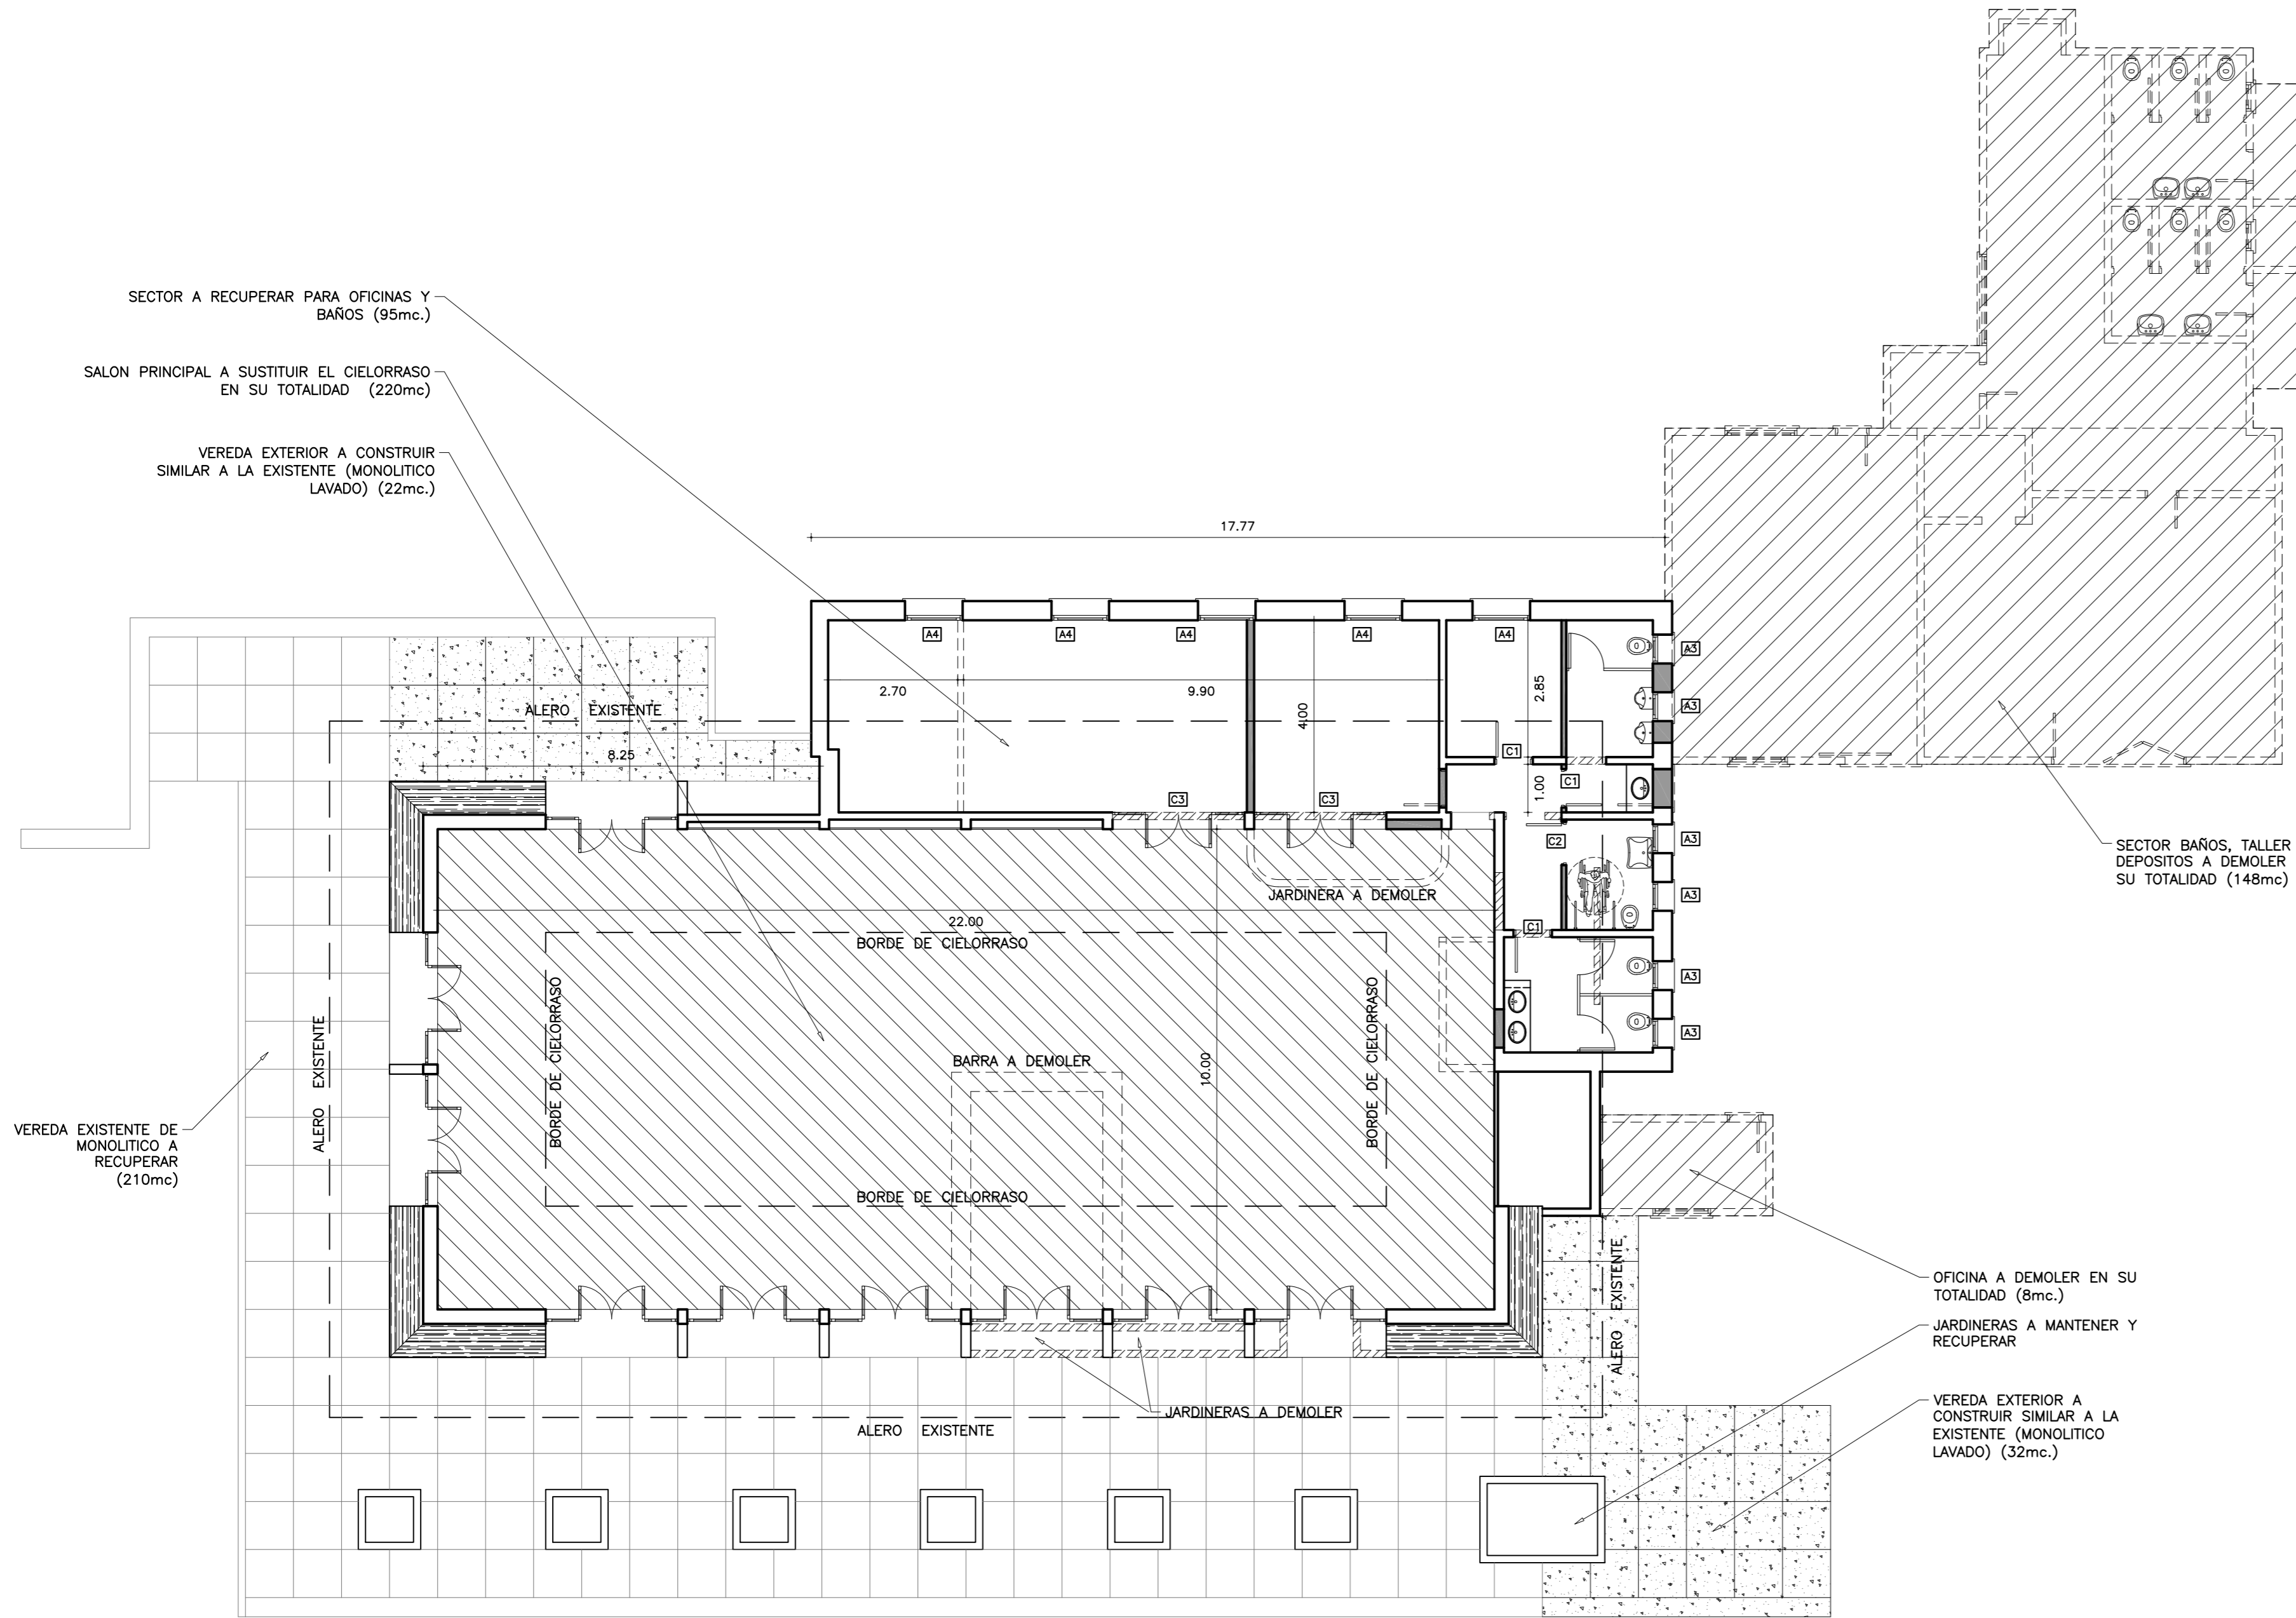 SECTOR A RECUPERAR PARA OFICINAS Y
BAÑOS (95mc.)
SALON PRINCIPAL A SUSTITUIR EL CIELORRASO
EN SU TOTALIDAD (220mc)
VEREDA EXTERIOR A CONSTRUIR
SIMILAR A LA EXISTENTE (MONOLITICO
LAVADO) (22mc.)
17.77
A4
A4
A4
A4
A4
A3
2.70
9.90
2.85
A3
ALERO EXISTENTE
4.00
8.25
C1
C1
1.00
C3
C3
C2
A3
SECTOR BAÑOS, TALLER
DEPOSITOS A DEMOLER
SU TOTALIDAD (148mc)
JARDINERA A DEMOLER
A3
22.00
C1
BORDE DE CIELORRASO
A3
BORDE DE CIELORRASO
BORDE DE CIELORRASO
ALERO EXISTENTE
A3
BARRA A DEMOLER
10.00
VEREDA EXISTENTE DE
MONOLITICO A
RECUPERAR
(210mc)
BORDE DE CIELORRASO
ALERO EXISTENTE
OFICINA A DEMOLER EN SU
TOTALIDAD (8mc.)
JARDINERAS A MANTENER Y
RECUPERAR
JARDINERAS A DEMOLER
ALERO EXISTENTE
VEREDA EXTERIOR A
CONSTRUIR SIMILAR A LA
EXISTENTE (MONOLITICO
LAVADO) (32mc.)